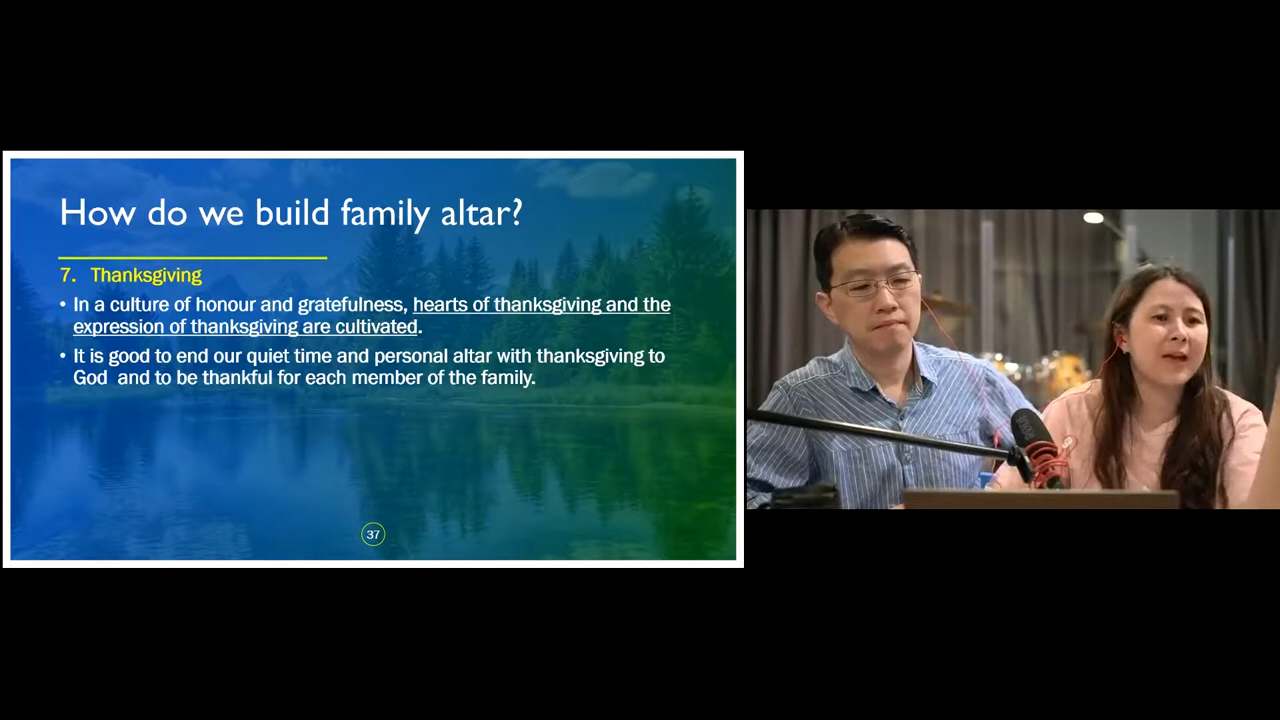 How do we build family altar?
7. Thanksgiving
• In a culture of honour and gratefulness, hearts of thanksgiving and the
expression of thanksgiving are cultivated.
• It is good to end our quiet time and personal altar with thanksgiving to
God and to be thankful for each member of the family.
37
RØDE